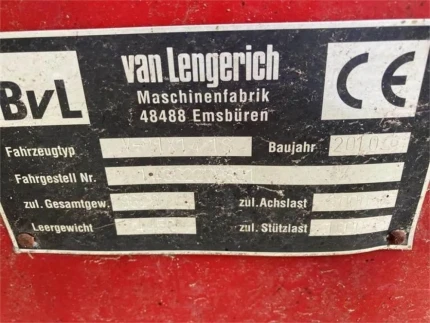 BvL
van Lengerich
Maschinenfabrik
48488 Emsbüren
CE
Fahrzeugtyp Baujahr
Fahrgestell Nr.
zul. Gesamtgew. zul. Achslast
Leergewicht zul. Stützlast